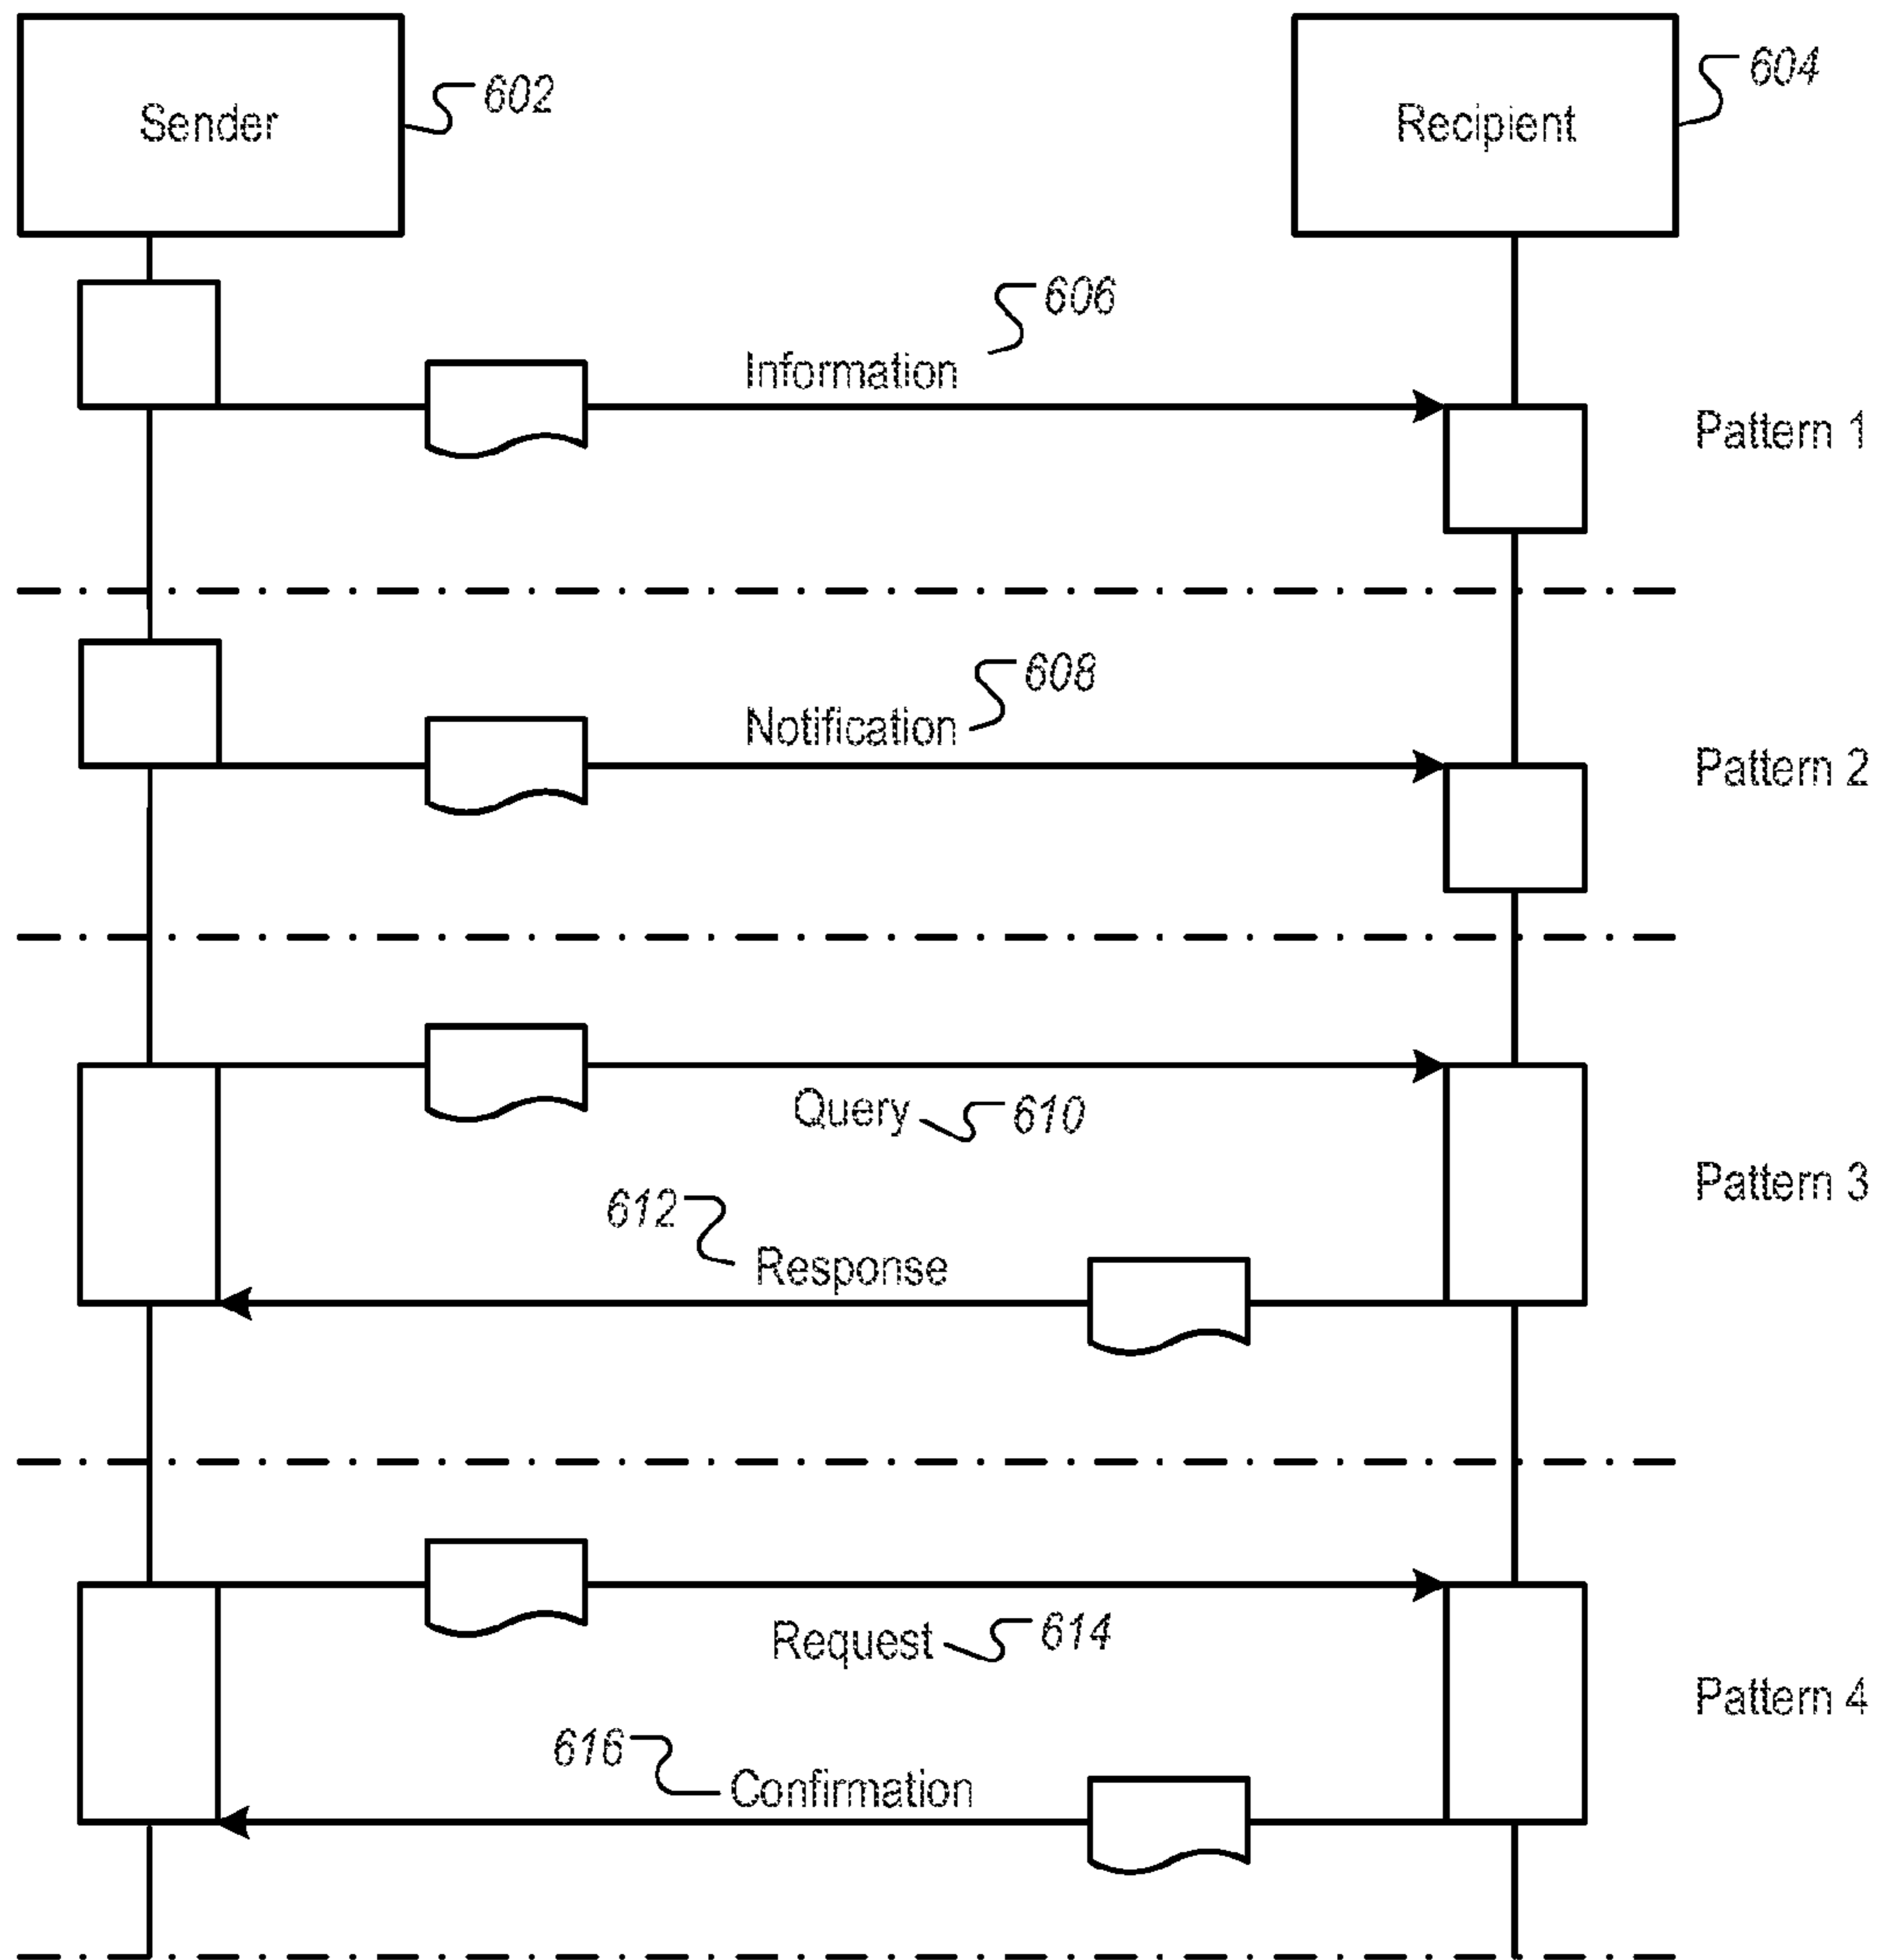 Sender
602
Recipient
604
606
Information
Pattern 1
608
Notification
Pattern 2
Query
610
Pattern 3
612
Response
Request
614
Pattern 4
616
Confirmation